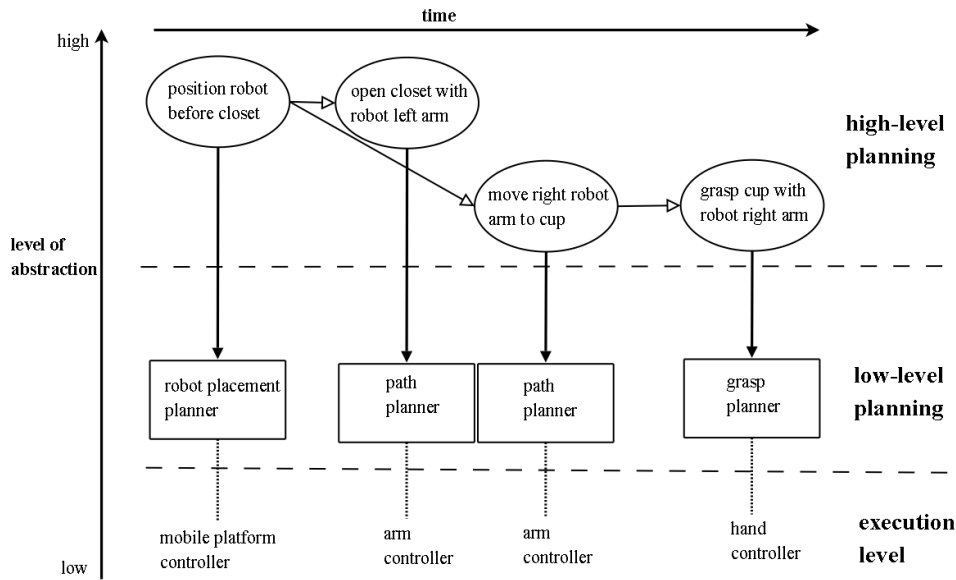 time
high
position robot
before closet
open closet with
robot left arm
high-level
planning
move right robot
arm to cup
grasp cup with
robot right arm
level of
abstraction
robot placement
planner
path
planner
path
planner
grasp
planner
low-level
planning
mobile platform
controller
arm
controller
arm
controller
hand
controller
execution
level
low